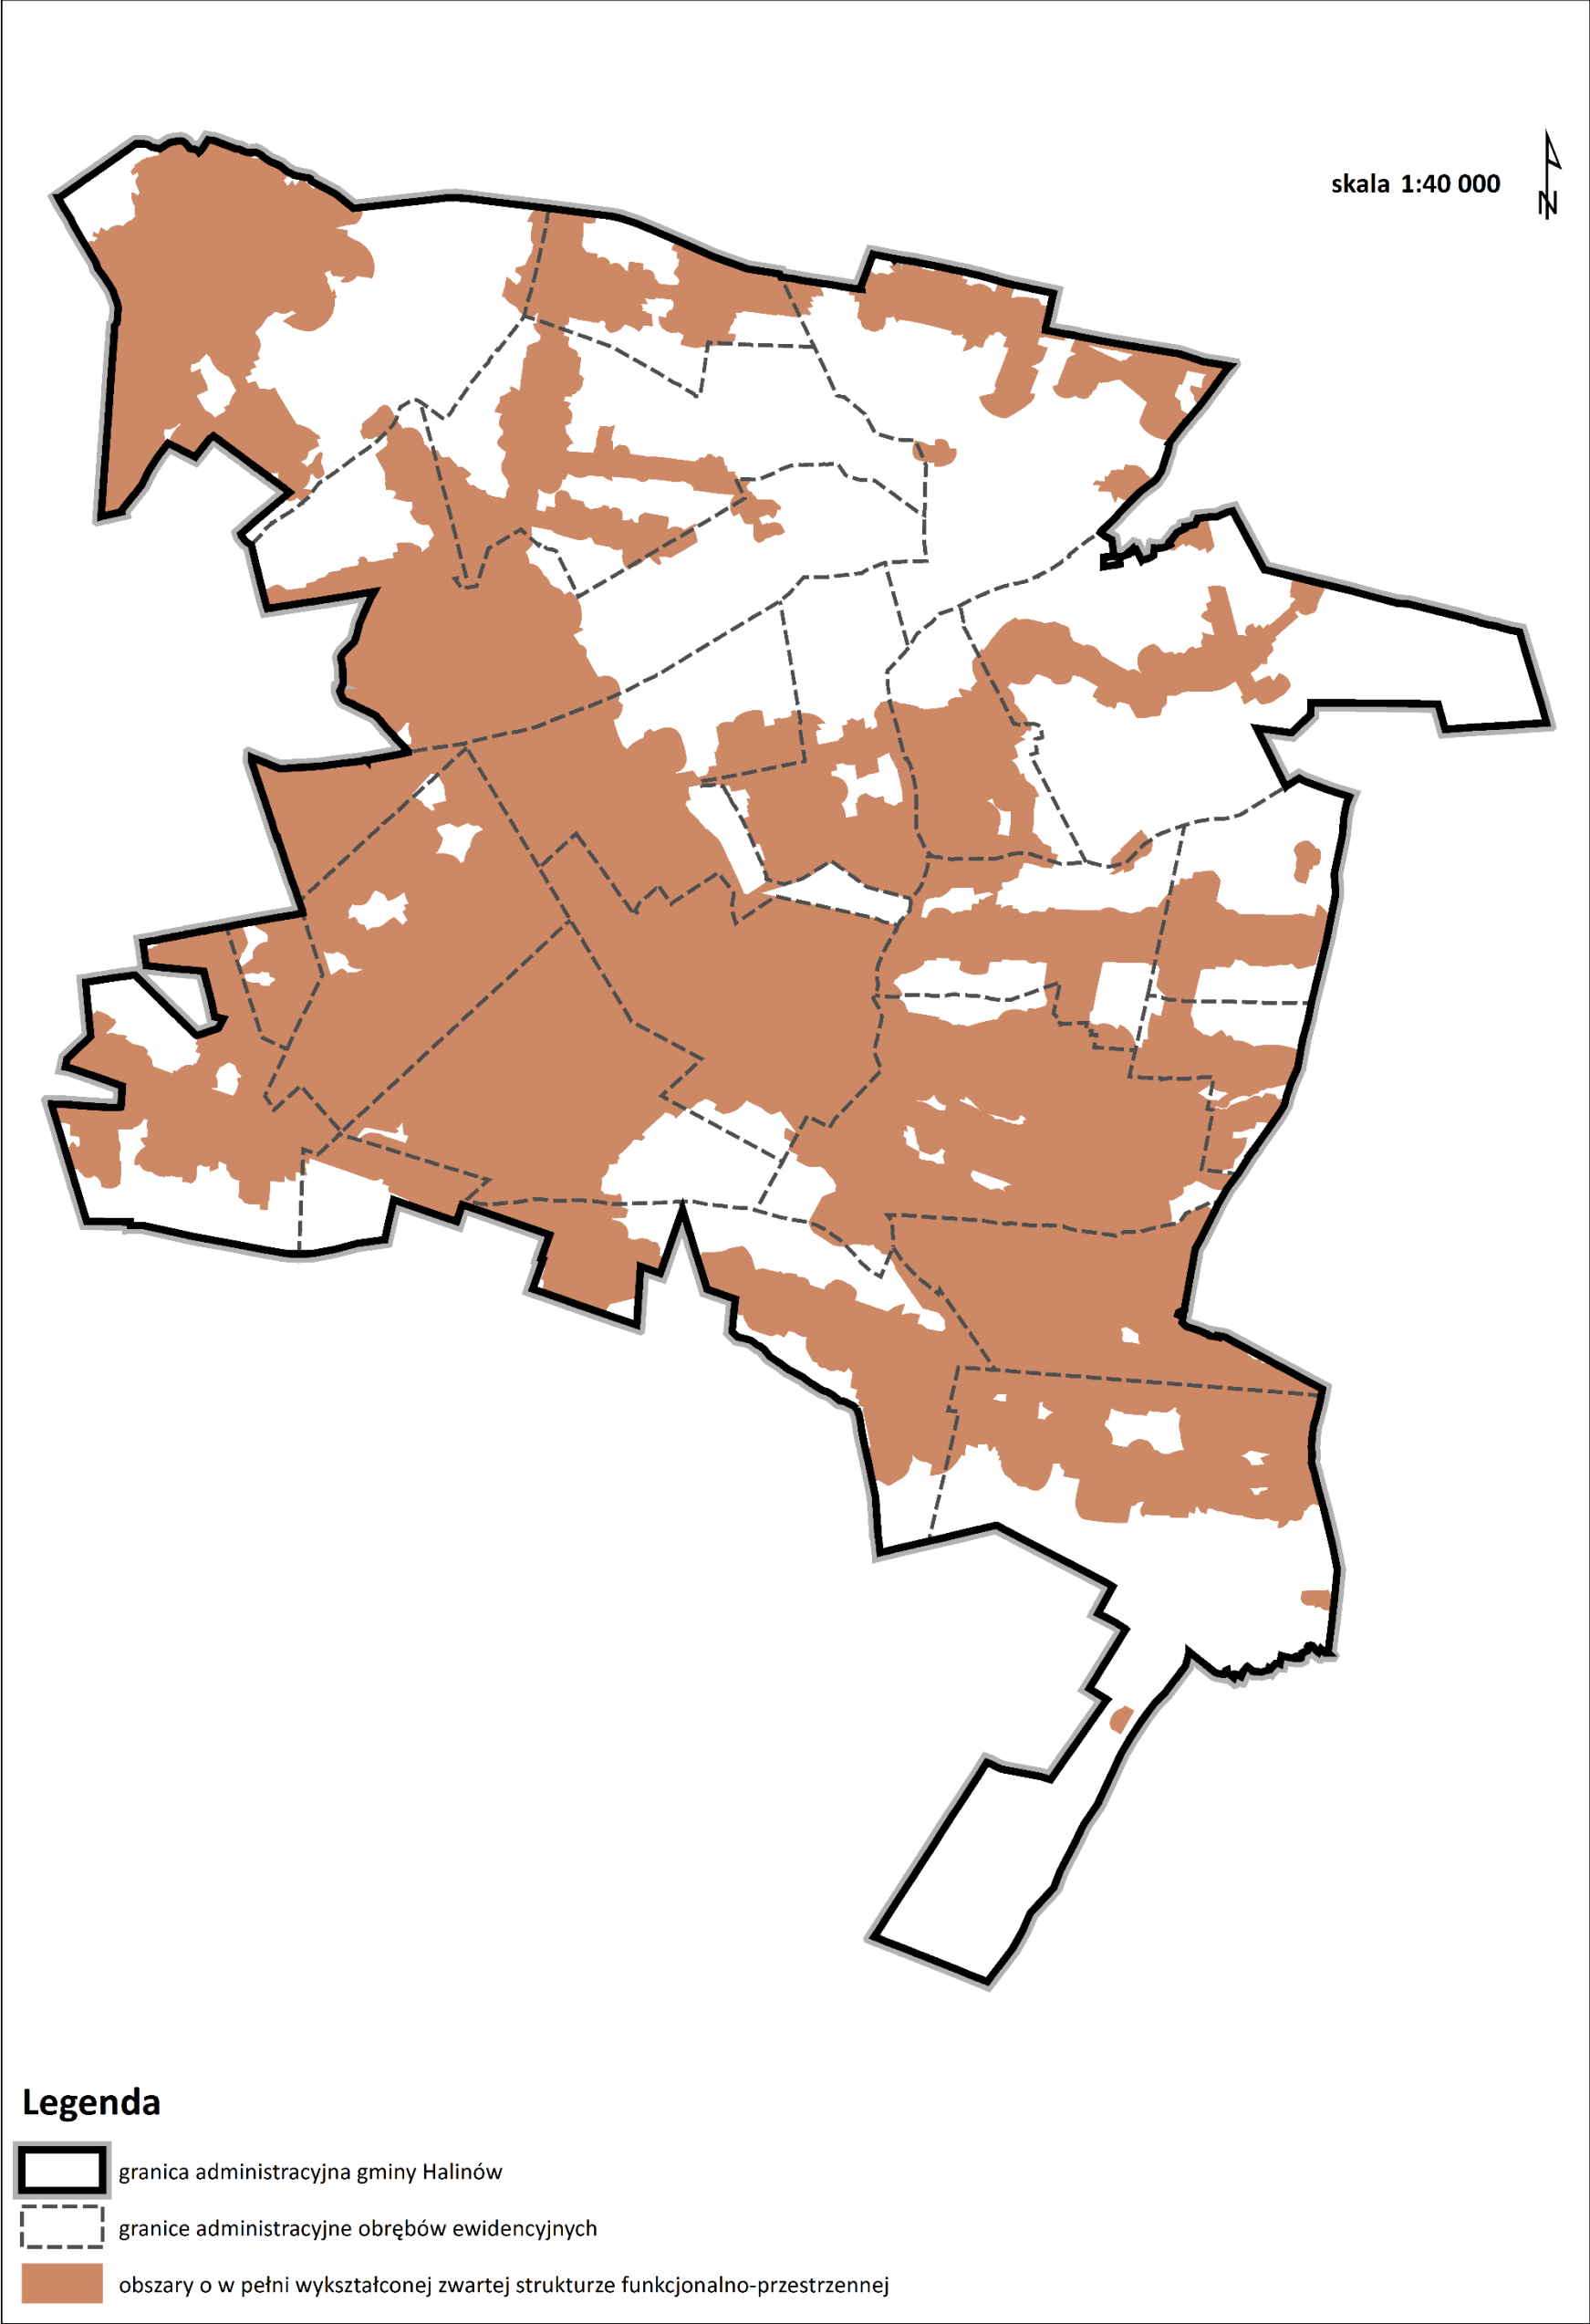 skala 1:40 000
N
Legenda
granica administracyjna gminy Halinów
granice administracyjne obrębów ewidencyjnych
obszary o w pełni wykształconej zwartej strukturze funkcjonalno-przestrzennej